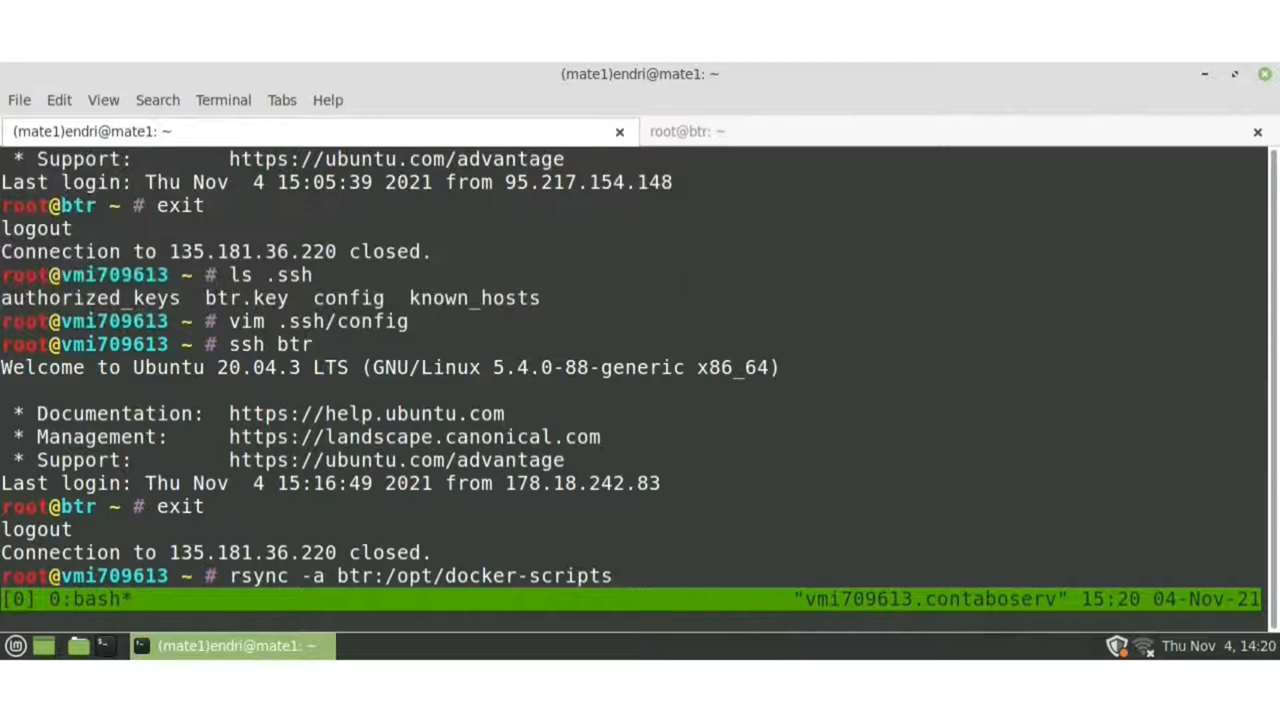 (mate1)endri@mate1: ~
File Edit View Search Terminal Tabs Help
(mate1)endri@mate1: ~ × root@btr: ~ ×
* Support: https://ubuntu.com/advantage
Last login: Thu Nov 4 15:05:39 2021 from 95.217.154.148
root@btr ~ # exit
logout
Connection to 135.181.36.220 closed.
root@vmi709613 ~ # ls .ssh
authorized_keys btr.key config known_hosts
root@vmi709613 ~ # vim .ssh/config
root@vmi709613 ~ # ssh btr
Welcome to Ubuntu 20.04.3 LTS (GNU/Linux 5.4.0-88-generic x86_64)
* Documentation: https://help.ubuntu.com
* Management: https://landscape.canonical.com
* Support: https://ubuntu.com/advantage
Last login: Thu Nov 4 15:16:49 2021 from 178.18.242.83
root@btr ~ # exit
logout
Connection to 135.181.36.220 closed.
root@vmi709613 ~ # rsync -a btr:/opt/docker-scripts
[0] 0:bash* "vmi709613.contaboserv" 15:20 04-Nov-21
(mate1)endri@mate1: ~ Thu Nov 4, 14:20